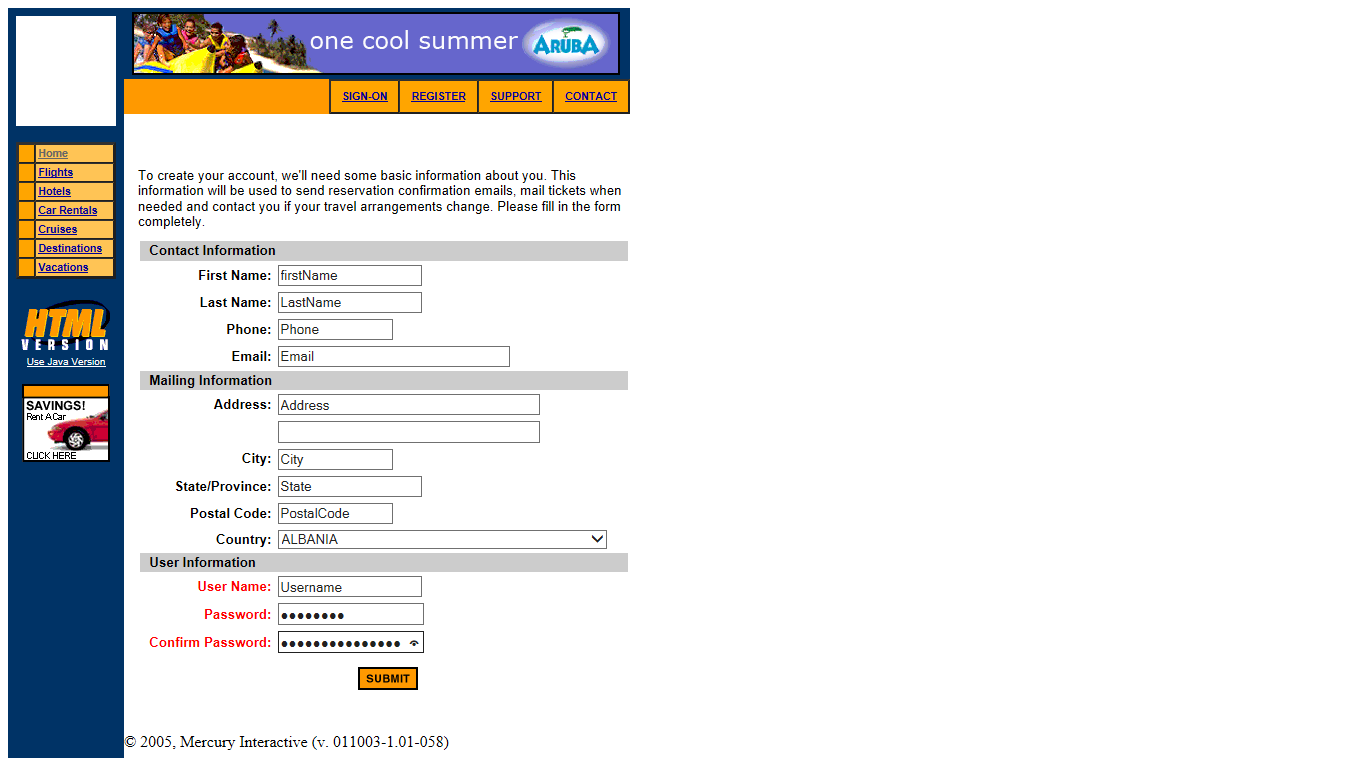 one cool summer ARUBA
SIGN-ON REGISTER SUPPORT CONTACT
Home
Flights
Hotels
Car Rentals
Cruises
Destinations
Vacations
HTML
VERSION
Use Java Version
SAVINGS!
Rent A Car
CLICK HERE
To create your account, we'll need some basic information about you. This
information will be used to send reservation confirmation emails, mail tickets when
needed and contact you if your travel arrangements change. Please fill in the form
completely.
Contact Information
First Name: firstName
Last Name: LastName
Phone: Phone
Email: Email
Mailing Information
Address: Address
City: City
State/Province: State
Postal Code: PostalCode
Country: ALBANIA
User Information
User Name: Username
Password: ●●●●●●●●
Confirm Password: ●●●●●●●●●●●●●●●
SUBMIT
© 2005, Mercury Interactive (v. 011003-1.01-058)